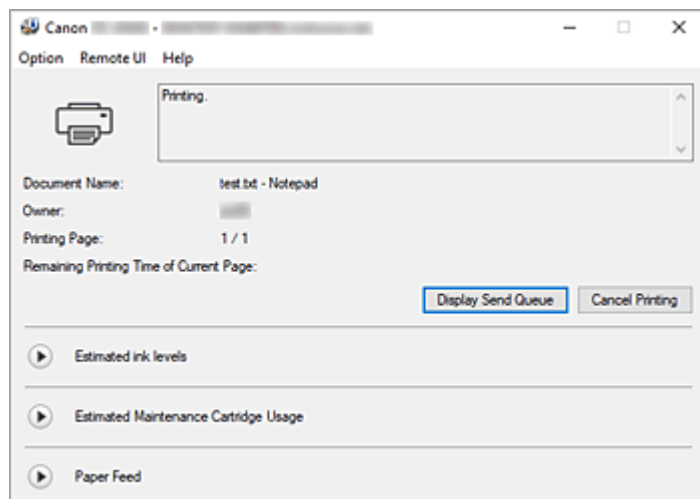 Canon -
Option Remote UI Help
Printing.
Document Name: test.txt - Notepad
Owner:
Printing Page: 1 / 1
Remaining Printing Time of Current Page:
Display Send Queue Cancel Printing
Estimated ink levels
Estimated Maintenance Cartridge Usage
Paper Feed